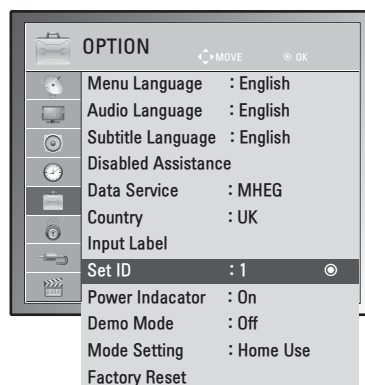 OPTION
MOVE OK
Menu Language : English
Audio Language : English
Subtitle Language : English
Disabled Assistance
Data Service : MHEG
Country : UK
Input Label
Set ID : 1
Power Indacator : On
Demo Mode : Off
Mode Setting : Home Use
Factory Reset